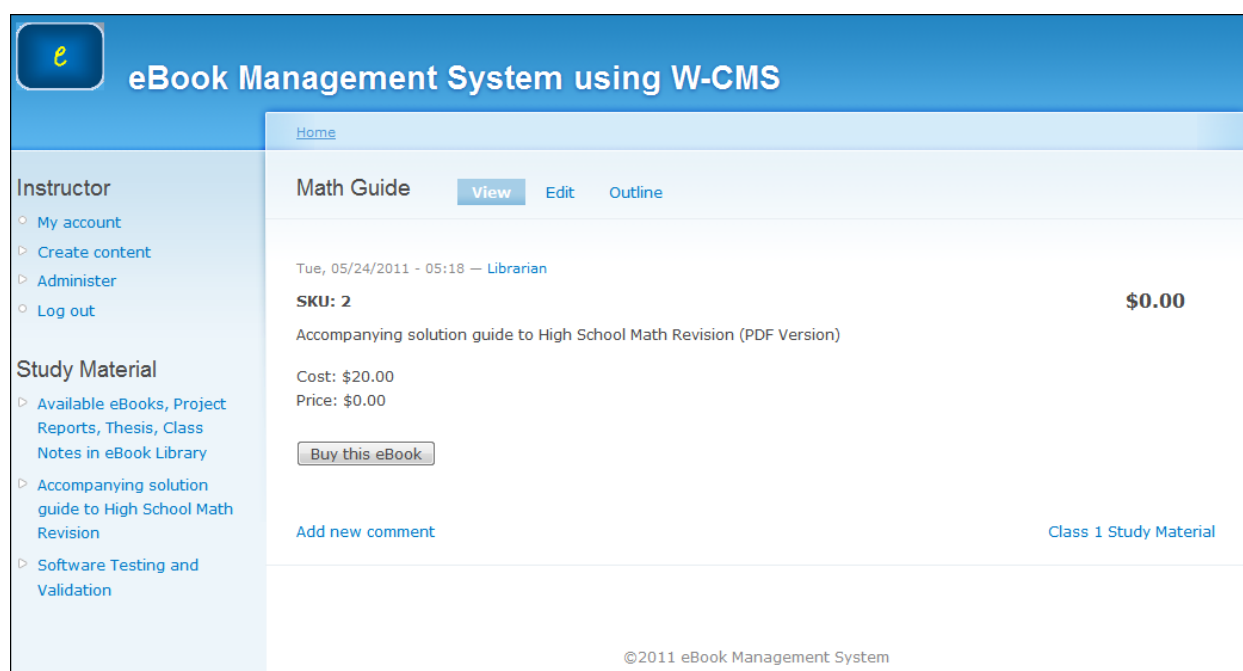 e
eBook Management System using W-CMS
Home
Instructor
My account
Create content
Administer
Log out
Study Material
Available eBooks, Project
Reports, Thesis, Class
Notes in eBook Library
Accompanying solution
guide to High School Math
Revision
Software Testing and
Validation
Math Guide View Edit Outline
Tue, 05/24/2011 - 05:18 — Librarian
SKU: 2 $0.00
Accompanying solution guide to High School Math Revision (PDF Version)
Cost: $20.00
Price: $0.00
Buy this eBook
Add new comment Class 1 Study Material
©2011 eBook Management System